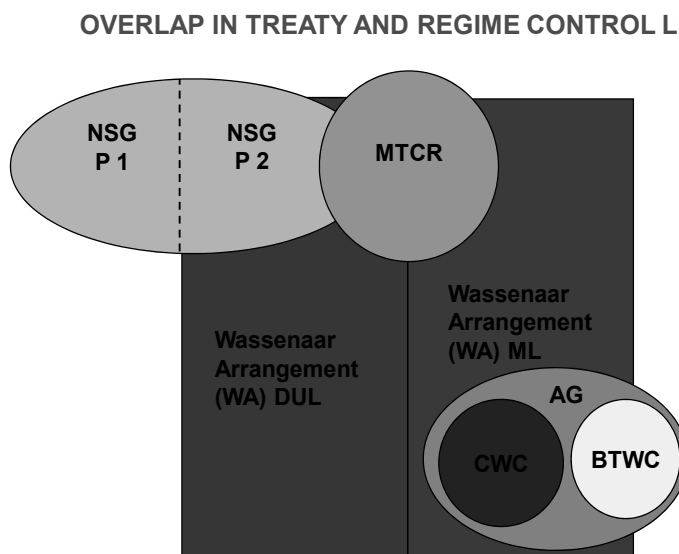 OVERLAP IN TREATY AND REGIME CONTROL L
NSG
P 1
NSG
P 2
MTCR
Wassenaar
Arrangement
(WA) DUL
Wassenaar
Arrangement
(WA) ML
AG
CWC
BTWC